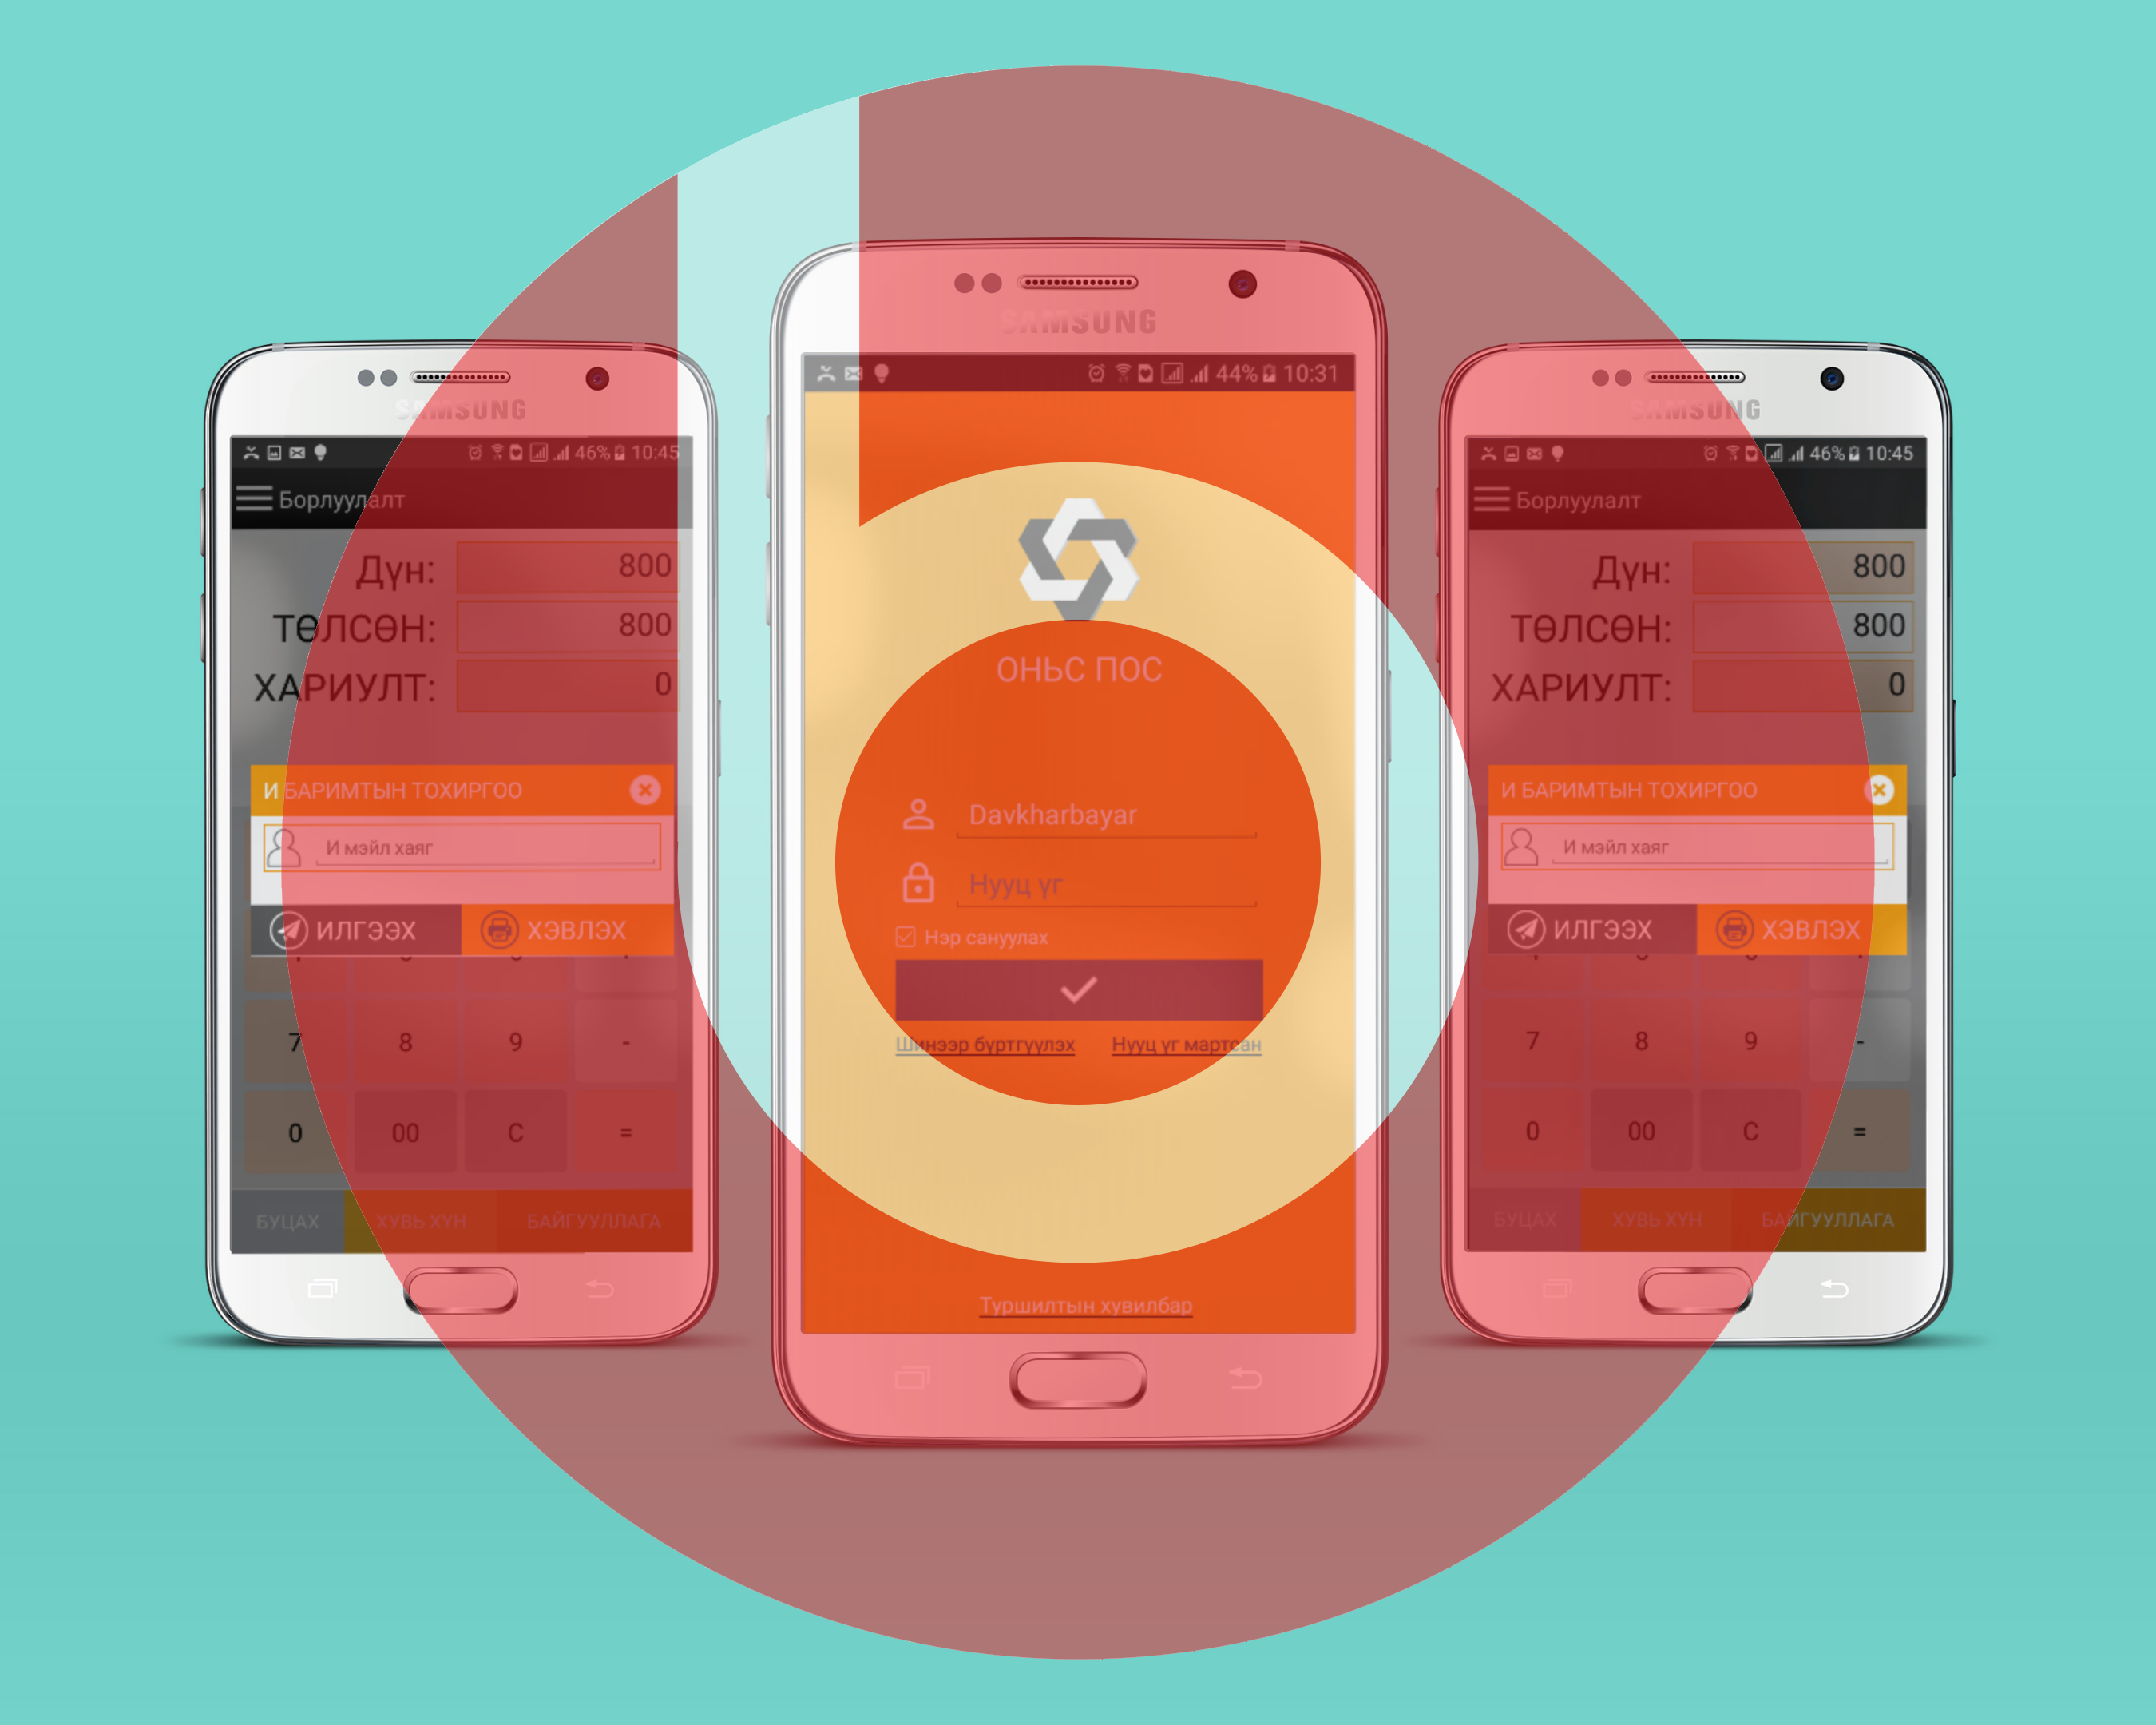 SAMSUNG
46% 10:45
Борлуулалт
Дүн: 800
ТӨЛСӨН: 800
ХАРИУЛТ: 0
И БАРИМТЫН ТОХИРГОО
И мэйл хаяг
ИЛГЭЭХ ХЭВЛЭХ
7 8 9 -
0 00 C =
БУЦАХ ХУВЬ ХҮН БАЙГУУЛЛАГА
SAMSUNG
44% 10:31
ОНЬС ПОС
Davkharbayar
Нууц үг
Нэр сануулах
Шинээр бүртгүүлэх Нууц үг мартсан
Туршилтын хувилбар
SAMSUNG
46% 10:45
Борлуулалт
Дүн: 800
ТӨЛСӨН: 800
ХАРИУЛТ: 0
И БАРИМТЫН ТОХИРГОО
И мэйл хаяг
ИЛГЭЭХ ХЭВЛЭХ
7 8 9 -
0 00 C =
БУЦАХ ХУВЬ ХҮН БАЙГУУЛЛАГА